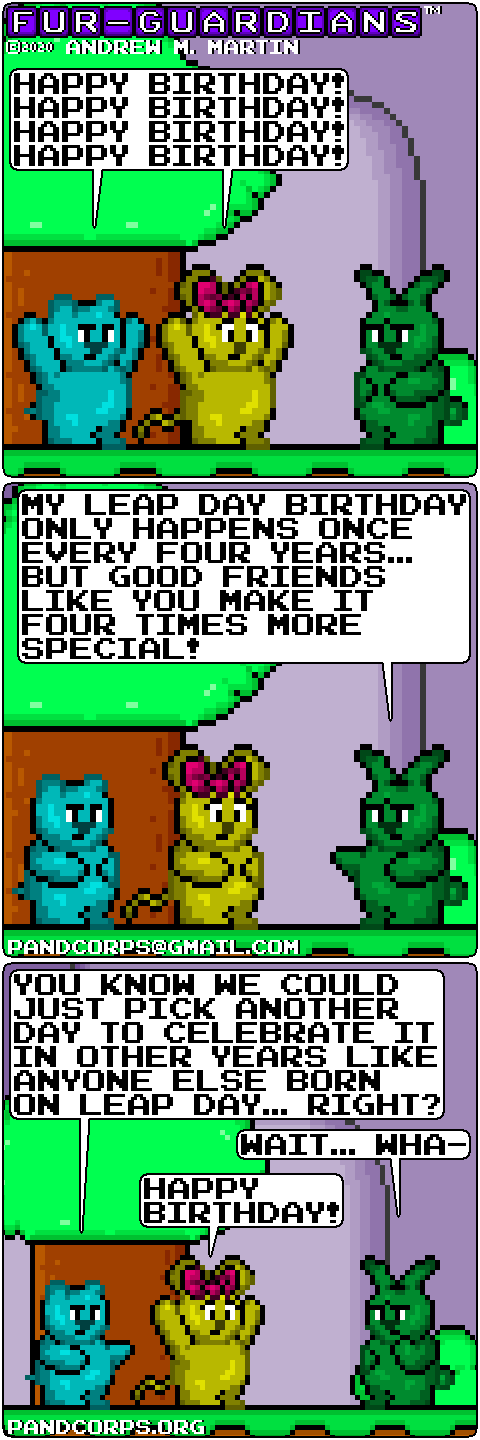 FUR-GUARDIANS™
©2020 ANDREW M. MARTIN
HAPPY BIRTHDAY!
HAPPY BIRTHDAY!
HAPPY BIRTHDAY!
HAPPY BIRTHDAY!
MY LEAP DAY BIRTHDAY
ONLY HAPPENS ONCE
EVERY FOUR YEARS...
BUT GOOD FRIENDS
LIKE YOU MAKE IT
FOUR TIMES MORE
SPECIAL!
PANDCORPS@GMAIL.COM
YOU KNOW WE COULD
JUST PICK ANOTHER
DAY TO CELEBRATE IT
IN OTHER YEARS LIKE
ANYONE ELSE BORN
ON LEAP DAY... RIGHT?
WAIT... WHA-
HAPPY
BIRTHDAY!
PANDCORPS.ORG